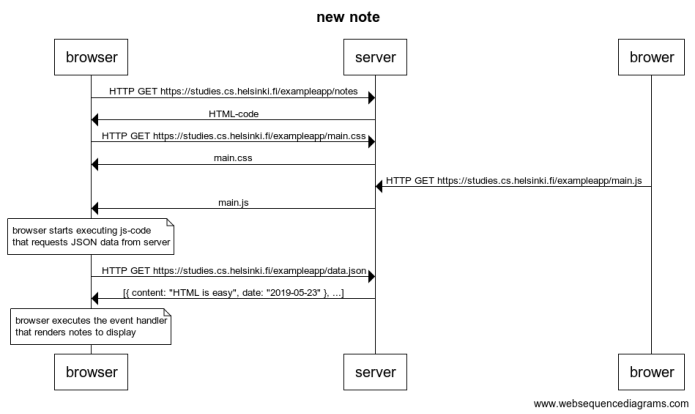 new note
browser
server
brower
HTTP GET https://studies.cs.helsinki.fi/exampleapp/notes
HTML-code
HTTP GET https://studies.cs.helsinki.fi/exampleapp/main.css
main.css
HTTP GET https://studies.cs.helsinki.fi/exampleapp/main.js
main.js
browser starts executing js-code
that requests JSON data from server
HTTP GET https://studies.cs.helsinki.fi/exampleapp/data.json
[{ content: "HTML is easy", date: "2019-05-23" }, ...]
browser executes the event handler
that renders notes to display
browser
server
brower
www.websequencediagrams.com